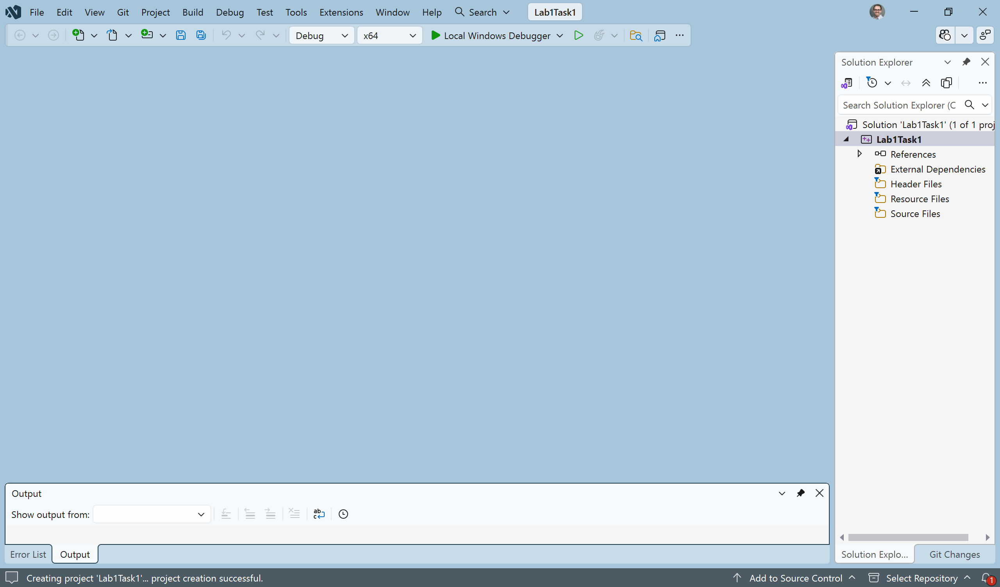 File Edit View Git Project Build Debug Test Tools Extensions Window Help Search Lab1Task1
Debug x64 Local Windows Debugger
Solution Explorer
Search Solution Explorer (C
Solution 'Lab1Task1' (1 of 1 proj
++ Lab1Task1
References
External Dependencies
Header Files
Resource Files
Source Files
Output
Show output from:
ab
c
Error List Output
Solution Explo... Git Changes
Creating project 'Lab1Task1'... project creation successful. Add to Source Control Select Repository 1